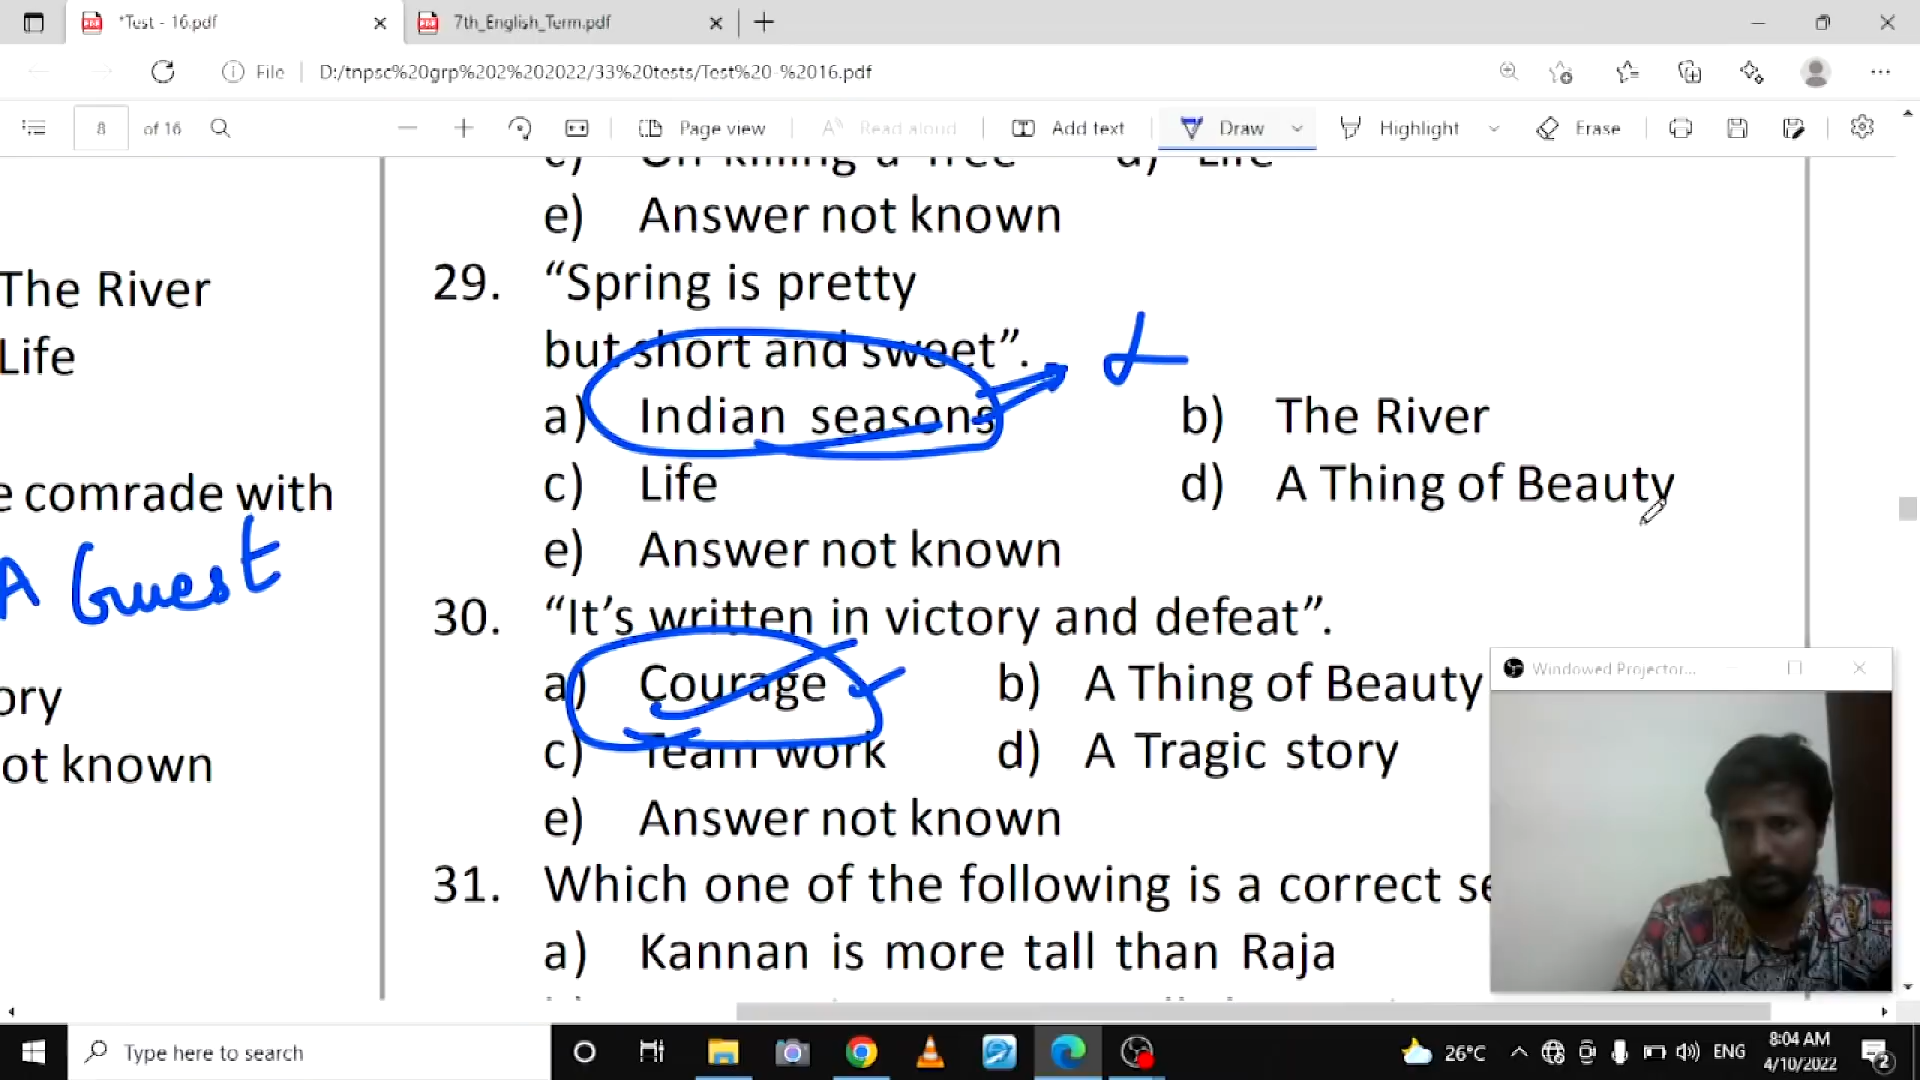 *Test - 16.pdf
7th_English_Term.pdf
File
D:/tnpsc%20grp%202%202022/33%20tests/Test%20-%2016.pdf
8 of 16
Page view
Read aloud
Add text
Draw
Highlight
Erase
The River
Life
e comrade with
A Guest
ory
ot known
c) On killing a Tree d) Life
e) Answer not known
29. “Spring is pretty
but short and sweet”.
a) Indian seasons b) The River
c) Life d) A Thing of Beauty
e) Answer not known
30. “It’s written in victory and defeat”.
a) Courage b) A Thing of Beauty
c) Team work d) A Tragic story
e) Answer not known
31. Which one of the following is a correct se
a) Kannan is more tall than Raja
Windowed Projector...
Type here to search
26°C
ENG
8:04 AM
4/10/2022
2